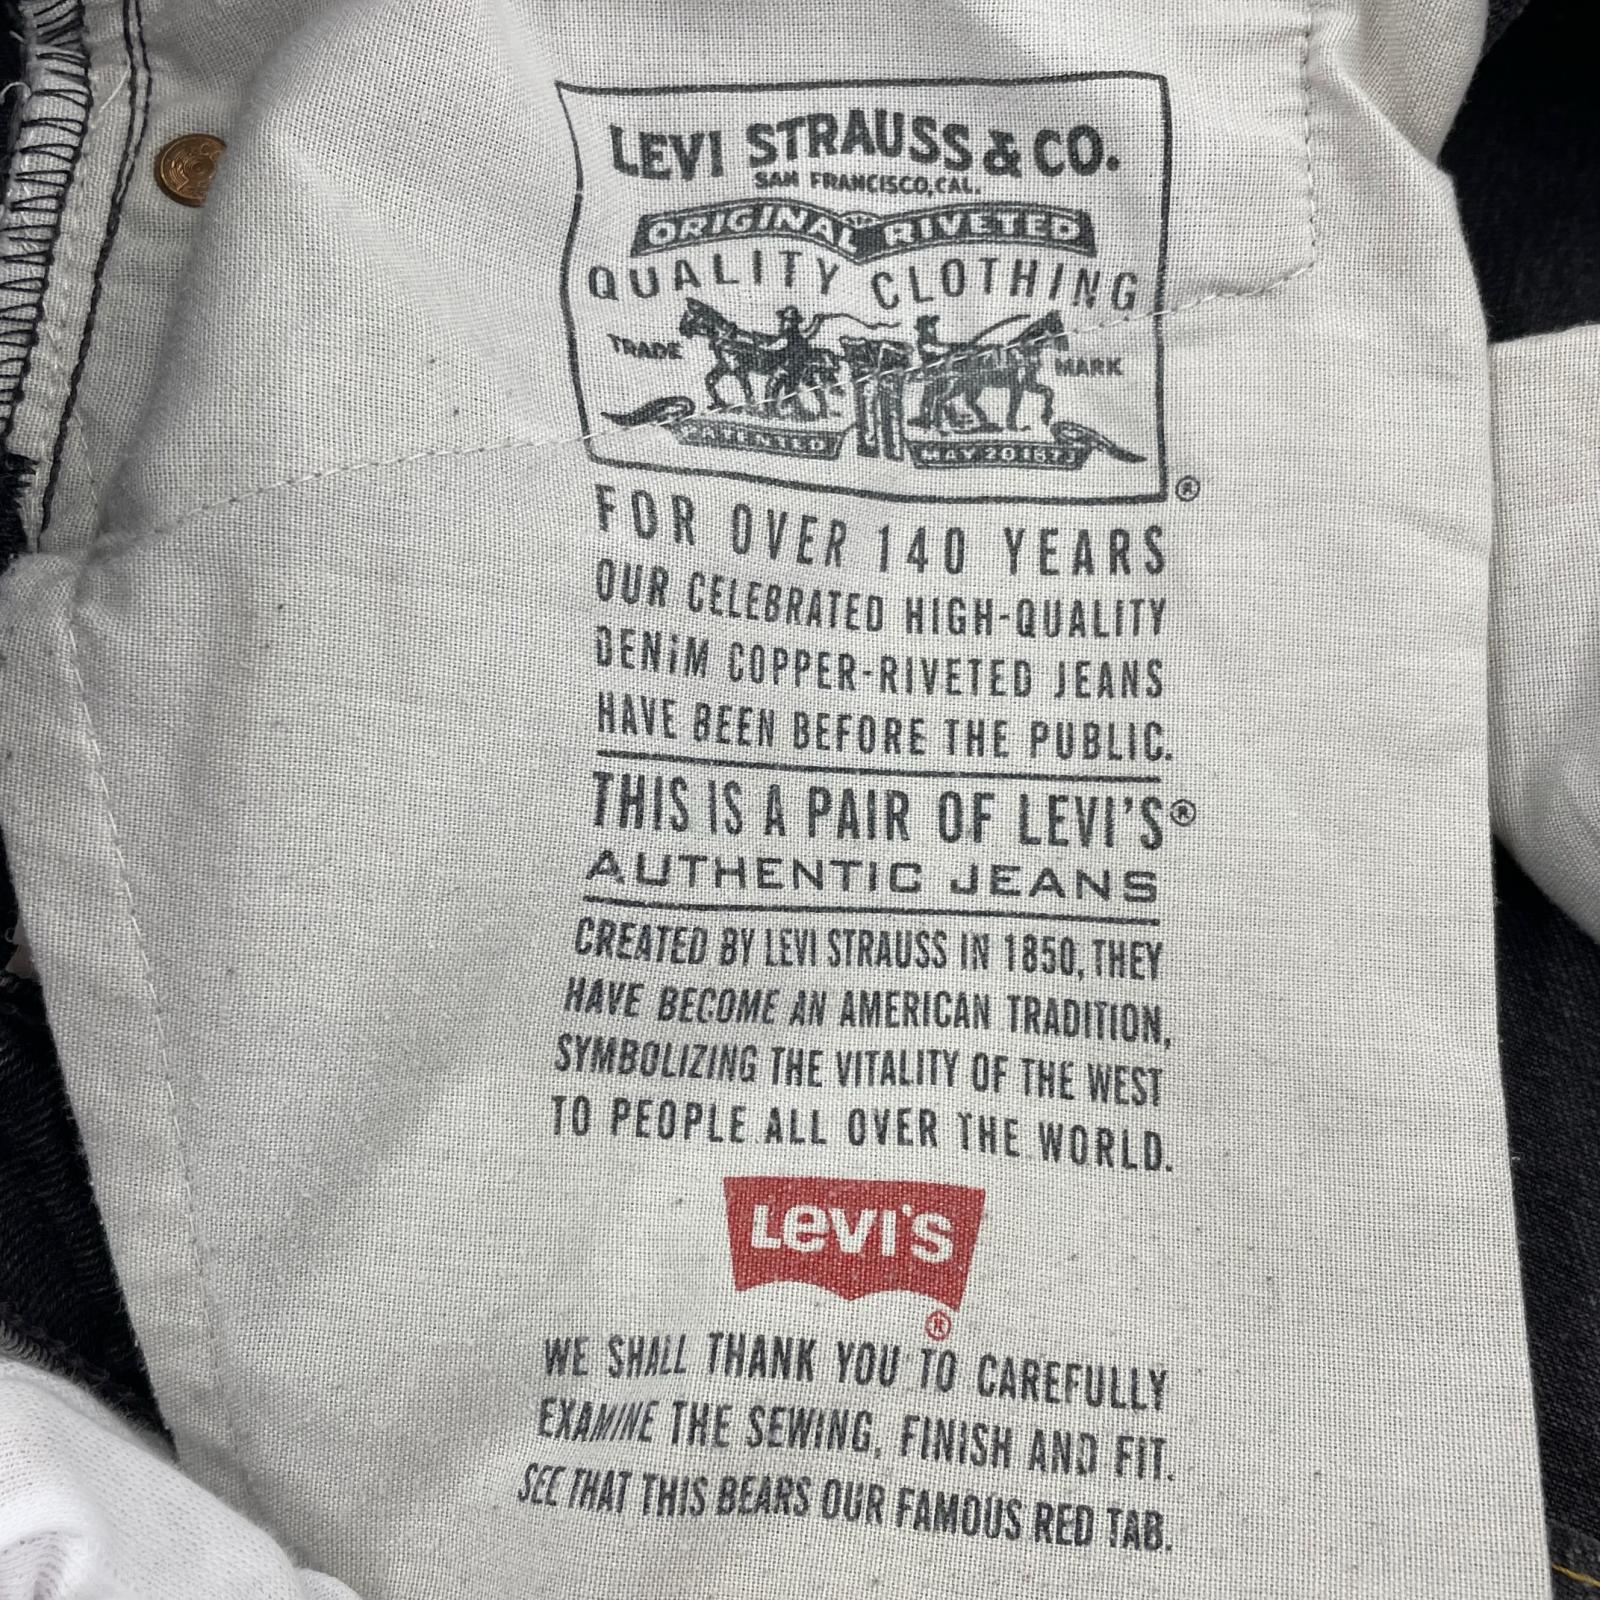 LEVI STRAUSS & CO.
SAN FRANCISCO, CAL.
ORIGINAL RIVETED
QUALITY CLOTHING
TRADE MARK
PATENTED MAY 20 1873
®
FOR OVER 140 YEARS
OUR CELEBRATED HIGH-QUALITY
DENIM COPPER-RIVETED JEANS
HAVE BEEN BEFORE THE PUBLIC.
THIS IS A PAIR OF LEVI'S®
AUTHENTIC JEANS
CREATED BY LEVI STRAUSS IN 1850, THEY
HAVE BECOME AN AMERICAN TRADITION,
SYMBOLIZING THE VITALITY OF THE WEST
TO PEOPLE ALL OVER THE WORLD.
LEVI'S
®
WE SHALL THANK YOU TO CAREFULLY
EXAMINE THE SEWING, FINISH AND FIT.
SEE THAT THIS BEARS OUR FAMOUS RED TAB.